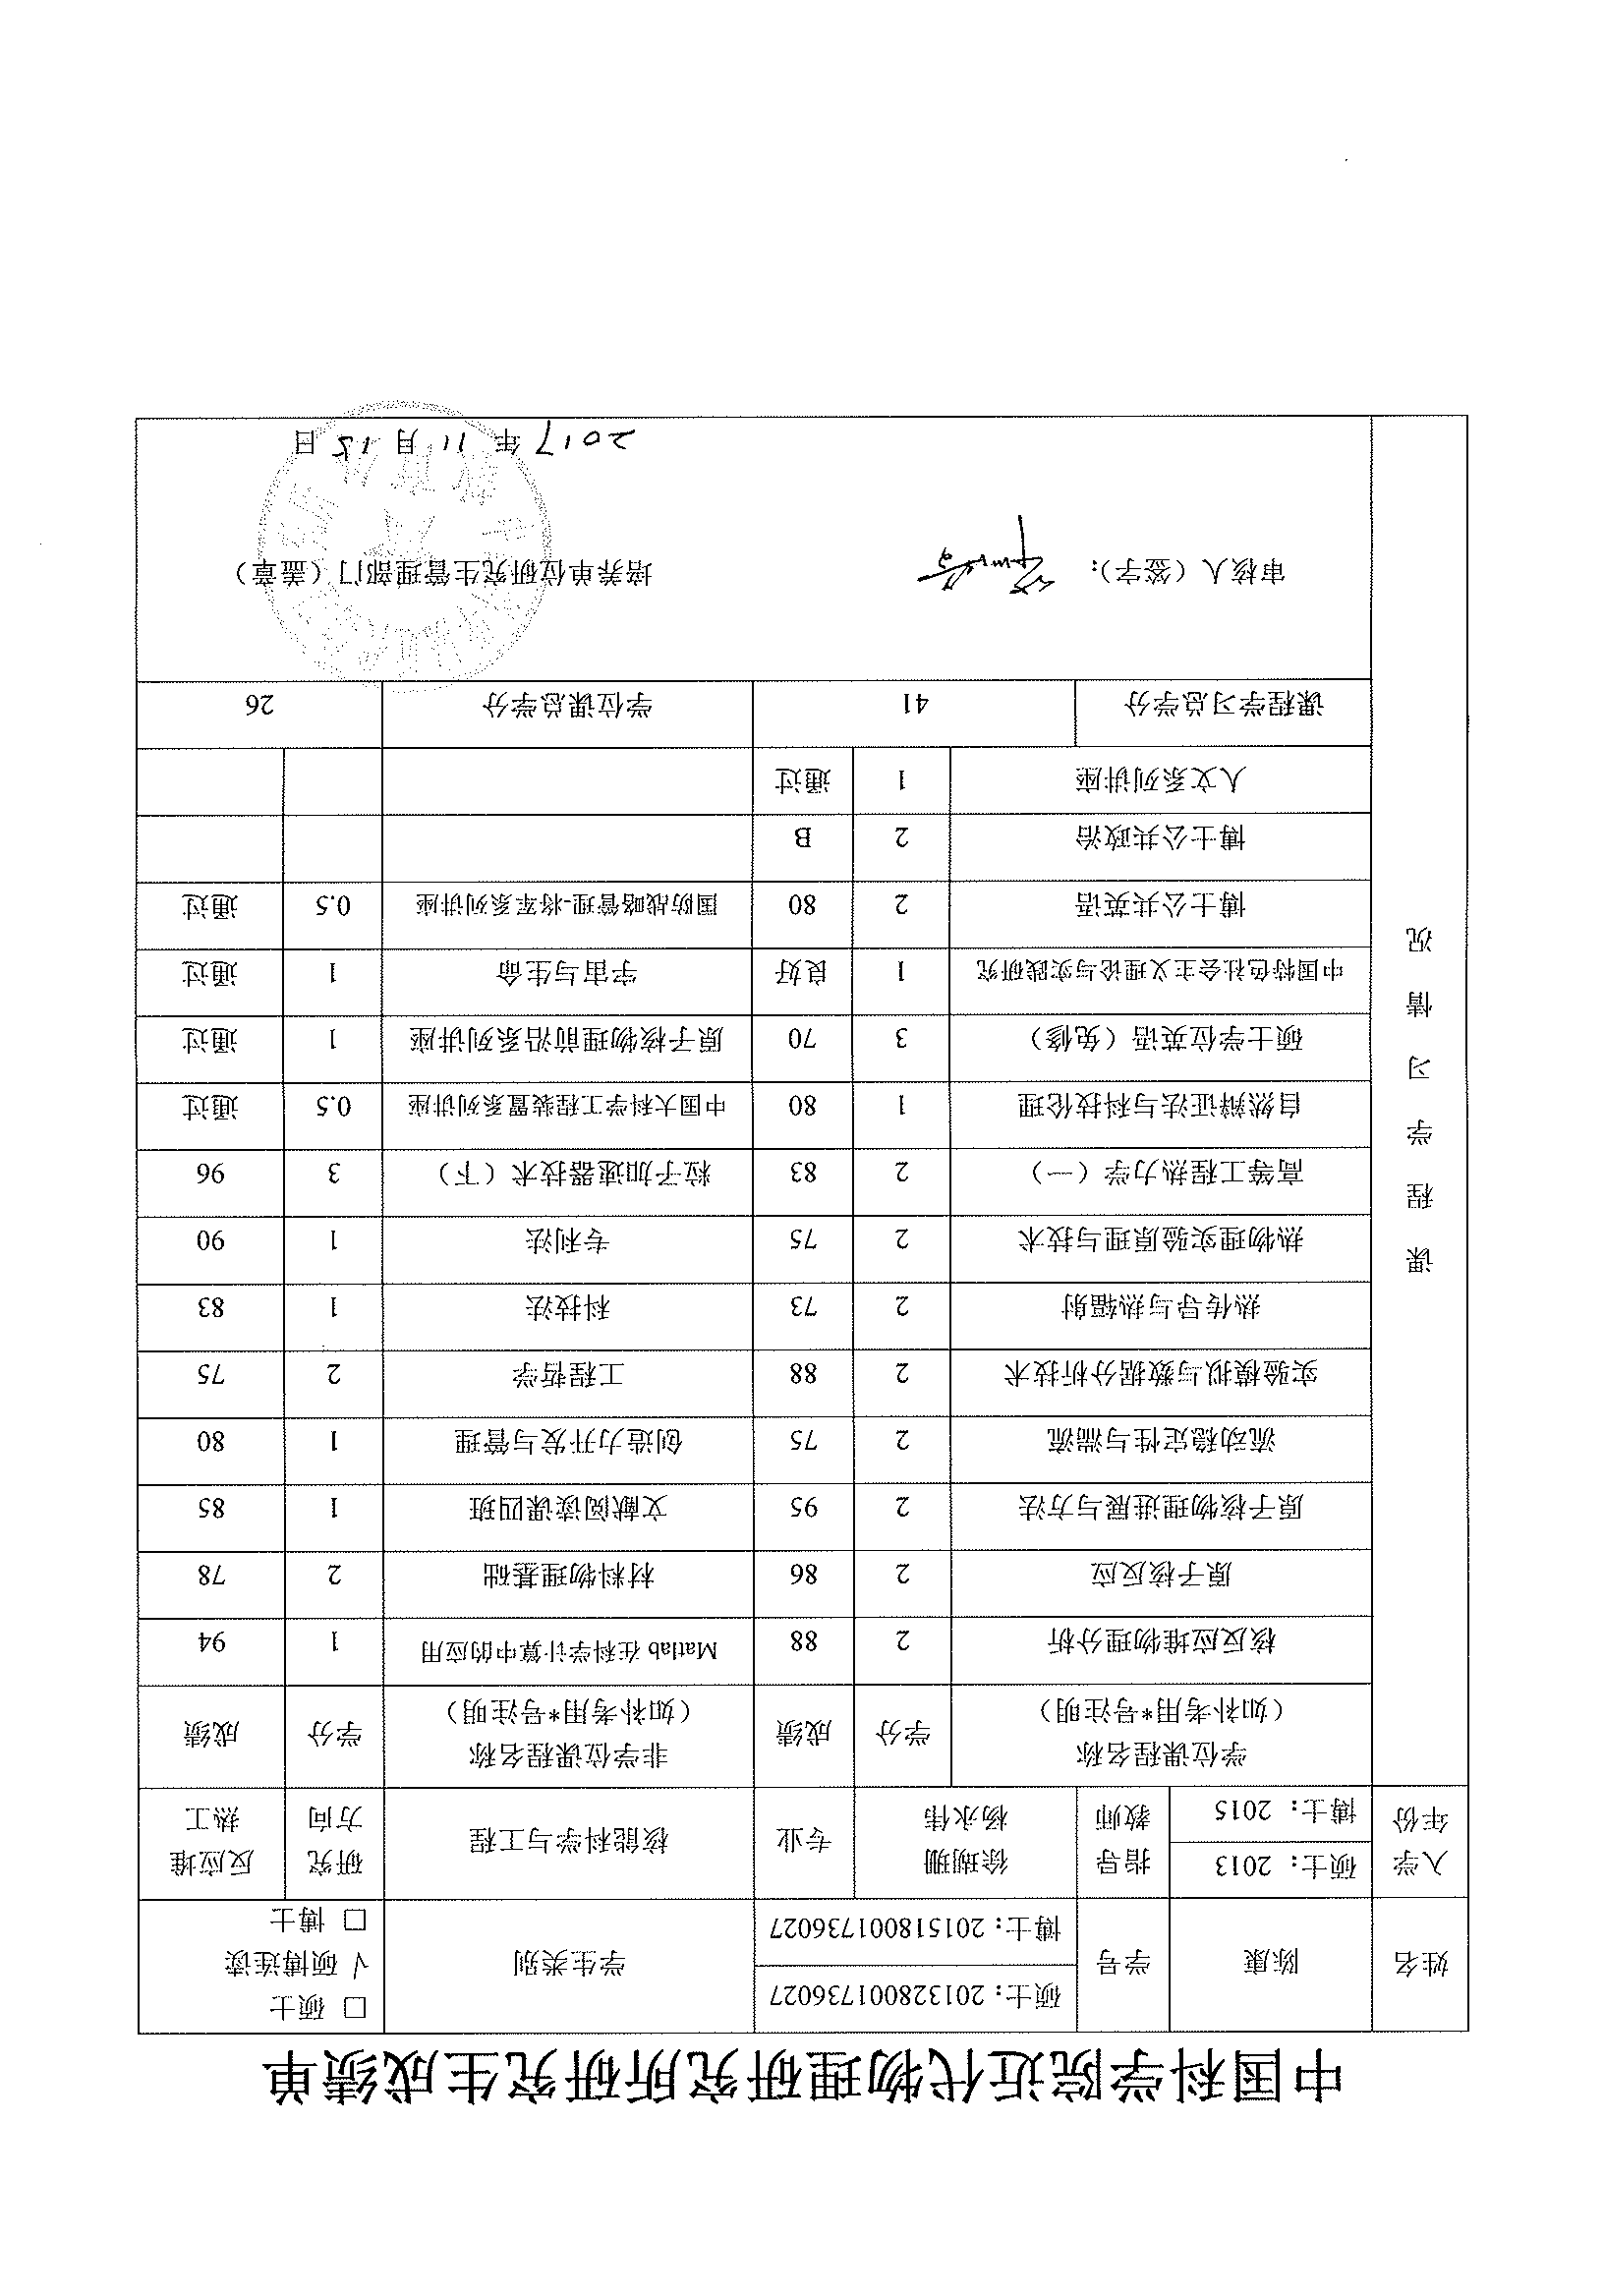 中国科学院近代物理研究所研究生成绩单
姓名 陈康 学号 硕士：201328001736027 学生类别 □ 硕士
博士：201518001736027 √ 硕博连读
□ 博士
入学年份 硕士：2013 指导教师 徐瑚珊 专业 核能科学与工程 研究方向 反应堆
博士：2015 杨永伟 热工
课程学习情况
学位课程名称 学分 成绩 非学位课程名称 学分 成绩
（如补考用*号注明） （如补考用*号注明）
核反应堆物理分析 2 88 Matlab 在科学计算中的应用 1 94
原子核反应 2 86 材料物理基础 2 78
原子核物理进展与方法 2 95 文献阅读课四班 1 85
流动稳定性与湍流 2 75 创造力开发与管理 1 80
实验模拟与数据分析技术 2 88 工程哲学 2 75
热传导与热辐射 2 73 科技法 1 83
热物理实验原理与技术 2 75 专利法 1 90
高等工程热力学（一） 2 83 粒子加速器技术（下） 3 96
自然辩证法与科技伦理 1 80 中国大科学工程装置系列讲座 0.5 通过
硕士学位英语（免修） 3 70 原子核物理前沿系列讲座 1 通过
中国特色社会主义理论与实践研究 1 良好 宇宙与生命 1 通过
博士公共英语 2 80 国防战略管理-将军系列讲座 0.5 通过
博士公共政治 2 B
人文系列讲座 1 通过
课程学习总学分 41 学位课总学分 26
审核人（签字）： 培养单位研究生管理部门（盖章）
2017 年 11 月 15 日